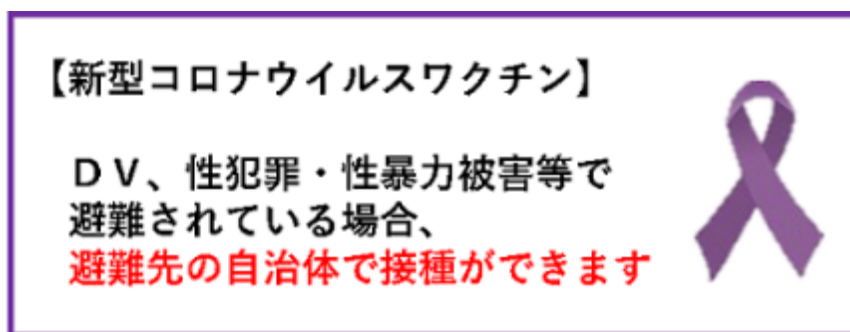 【新型コロナウイルスワクチン】
ＤＶ、性犯罪・性暴力被害等で
避難されている場合、
避難先の自治体で接種ができます